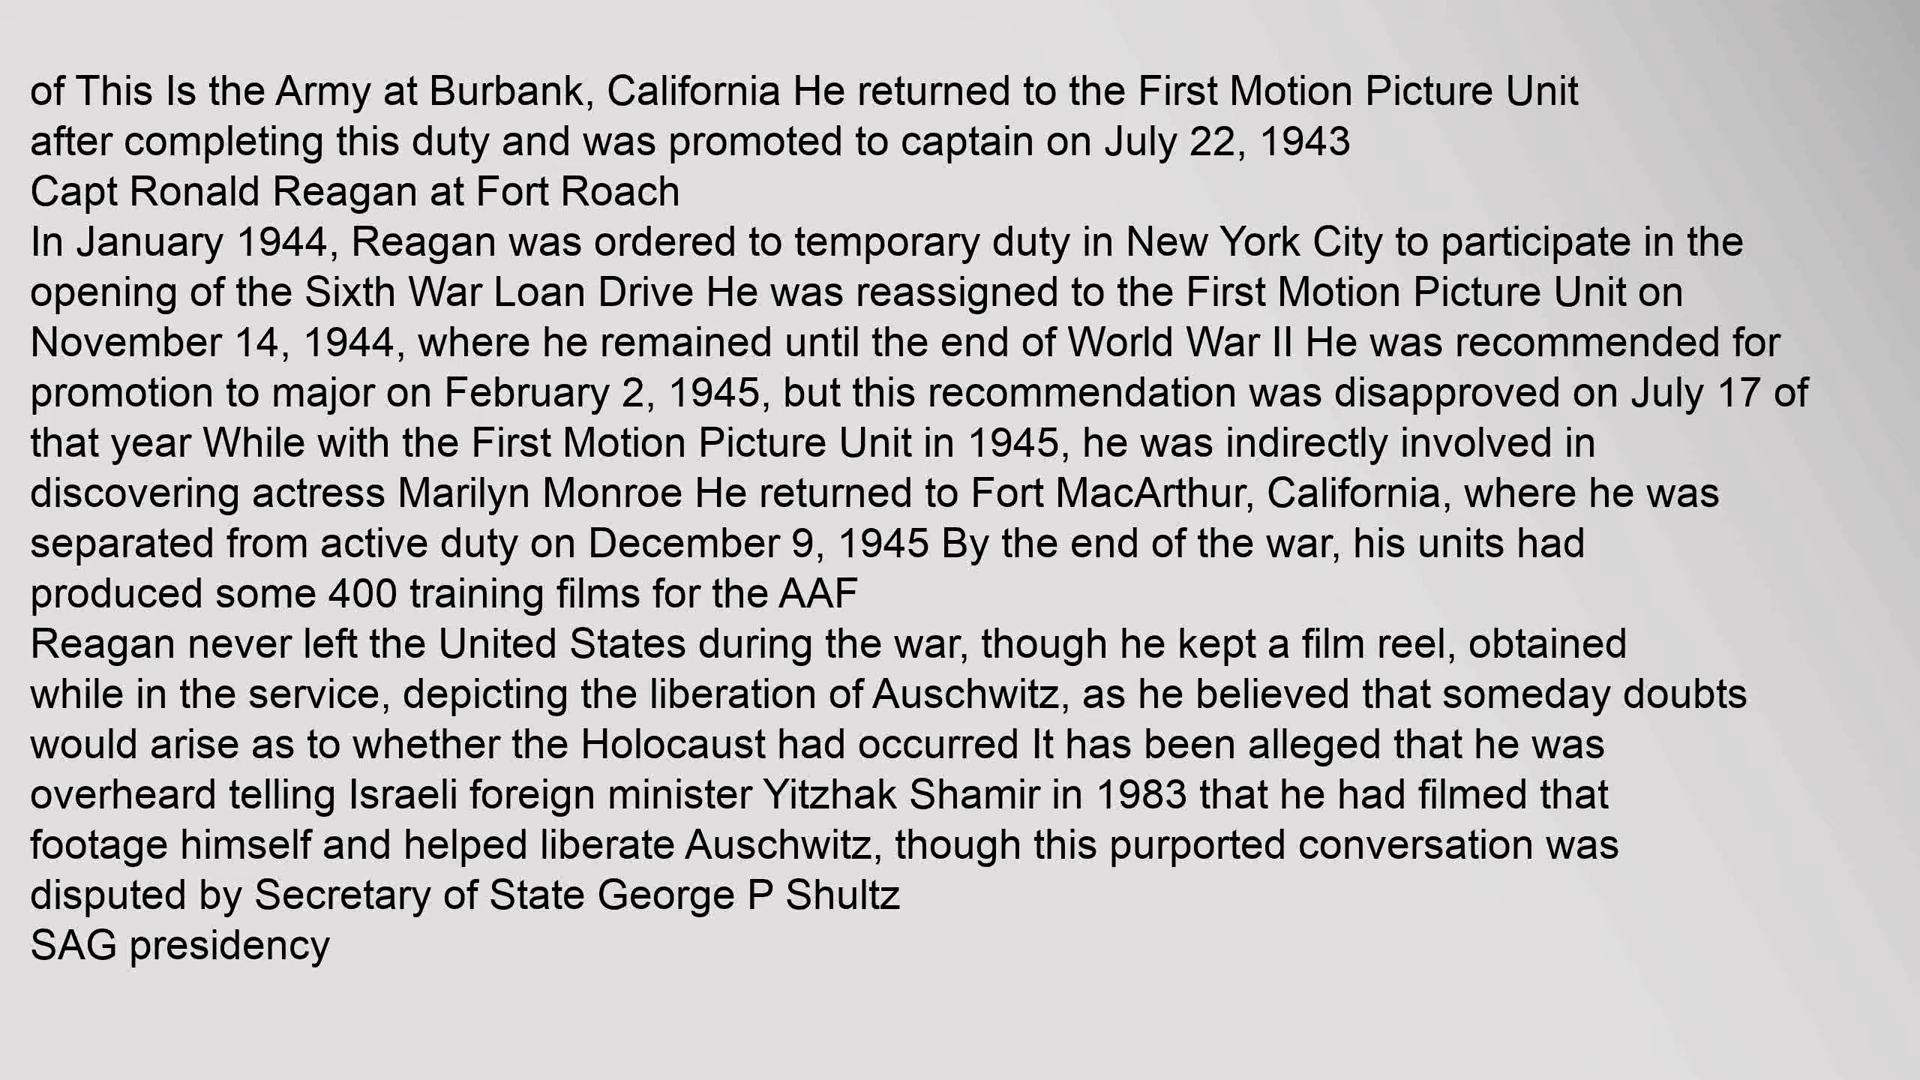 of This Is the Army at Burbank, California He returned to the First Motion Picture Unit
after completing this duty and was promoted to captain on July 22, 1943
Capt Ronald Reagan at Fort Roach
In January 1944, Reagan was ordered to temporary duty in New York City to participate in the
opening of the Sixth War Loan Drive He was reassigned to the First Motion Picture Unit on
November 14, 1944, where he remained until the end of World War II He was recommended for
promotion to major on February 2, 1945, but this recommendation was disapproved on July 17 of
that year While with the First Motion Picture Unit in 1945, he was indirectly involved in
discovering actress Marilyn Monroe He returned to Fort MacArthur, California, where he was
separated from active duty on December 9, 1945 By the end of the war, his units had
produced some 400 training films for the AAF
Reagan never left the United States during the war, though he kept a film reel, obtained
while in the service, depicting the liberation of Auschwitz, as he believed that someday doubts
would arise as to whether the Holocaust had occurred It has been alleged that he was
overheard telling Israeli foreign minister Yitzhak Shamir in 1983 that he had filmed that
footage himself and helped liberate Auschwitz, though this purported conversation was
disputed by Secretary of State George P Shultz
SAG presidency